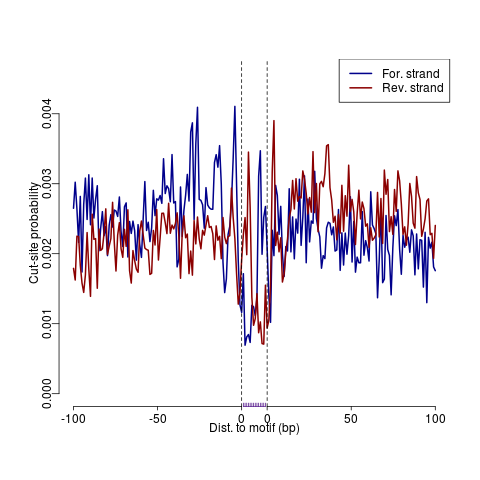 For. strand
Rev. strand
Cut-site probability
0.004
0.003
0.002
0.001
0.000
-100 -50 0 0 50 100
Dist. to motif (bp)